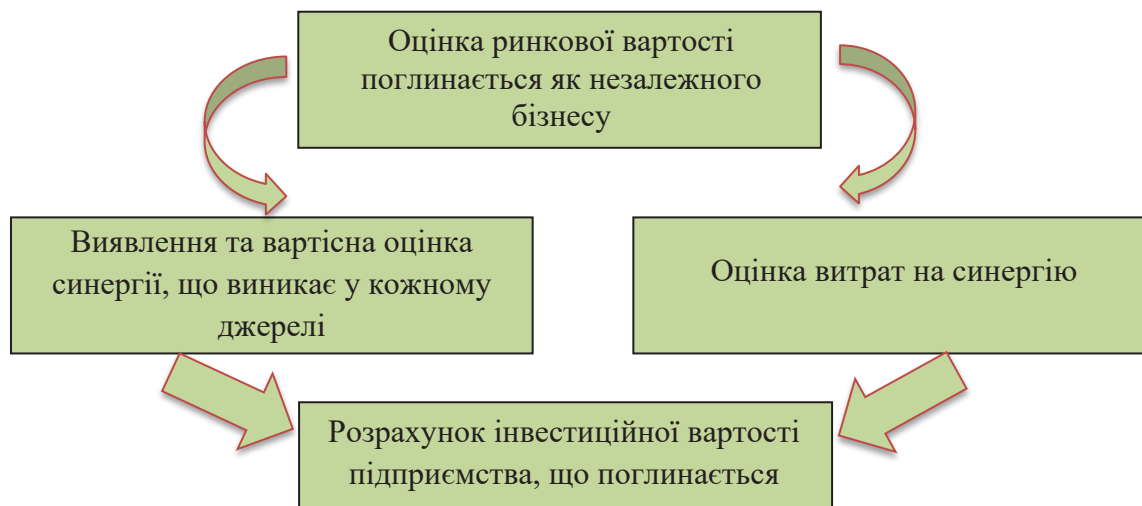 Оцінка ринкової вартості
поглинається як незалежного
бізнесу
Виявлення та вартісна оцінка
синергії, що виникає у кожному
джерелі
Оцінка витрат на синергію
Розрахунок інвестиційної вартості
підприємства, що поглинається